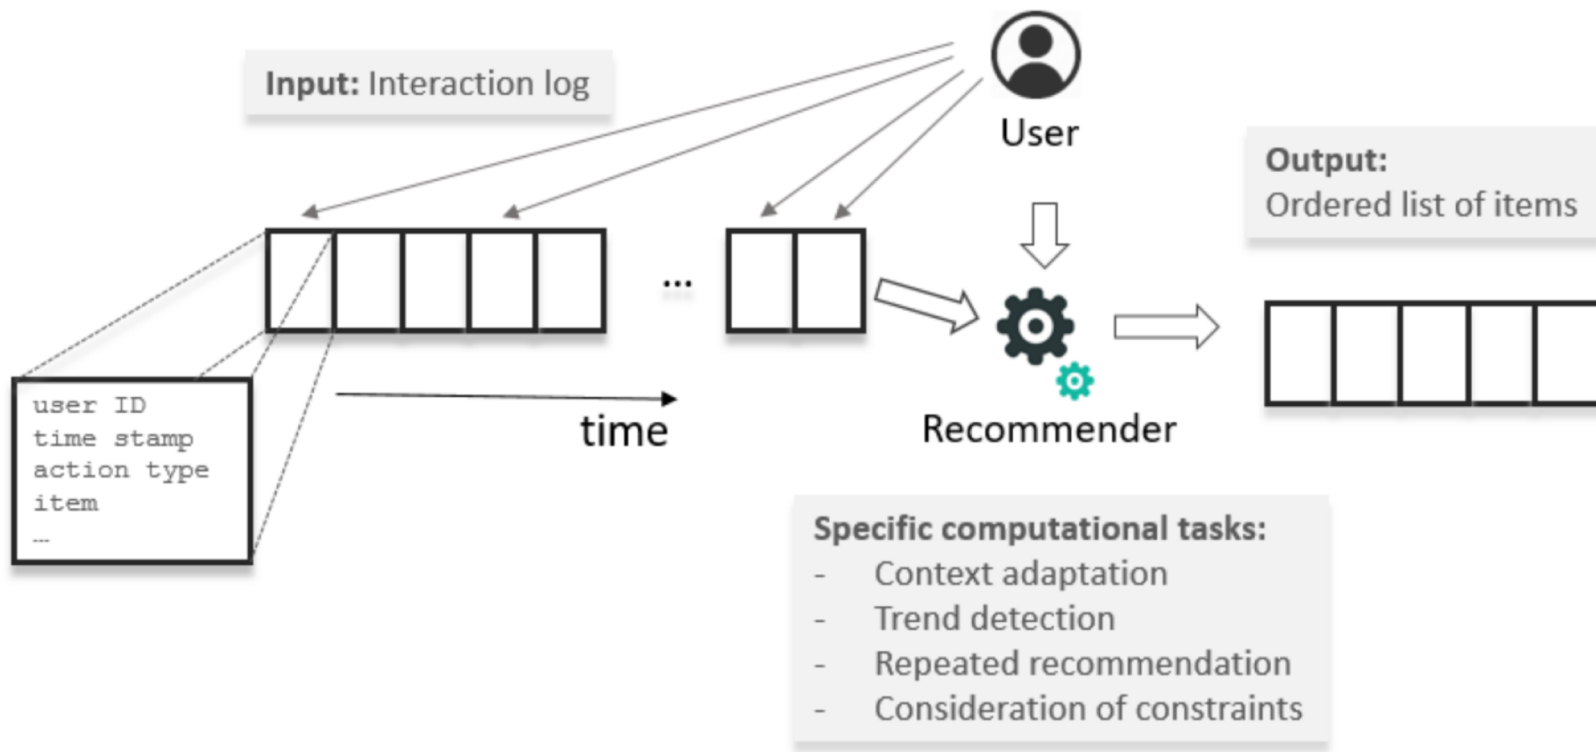 Input: Interaction log
User
Output:
Ordered list of items
...
user ID
time stamp
action type
item
…
time
Recommender
Specific computational tasks:
- Context adaptation
- Trend detection
- Repeated recommendation
- Consideration of constraints